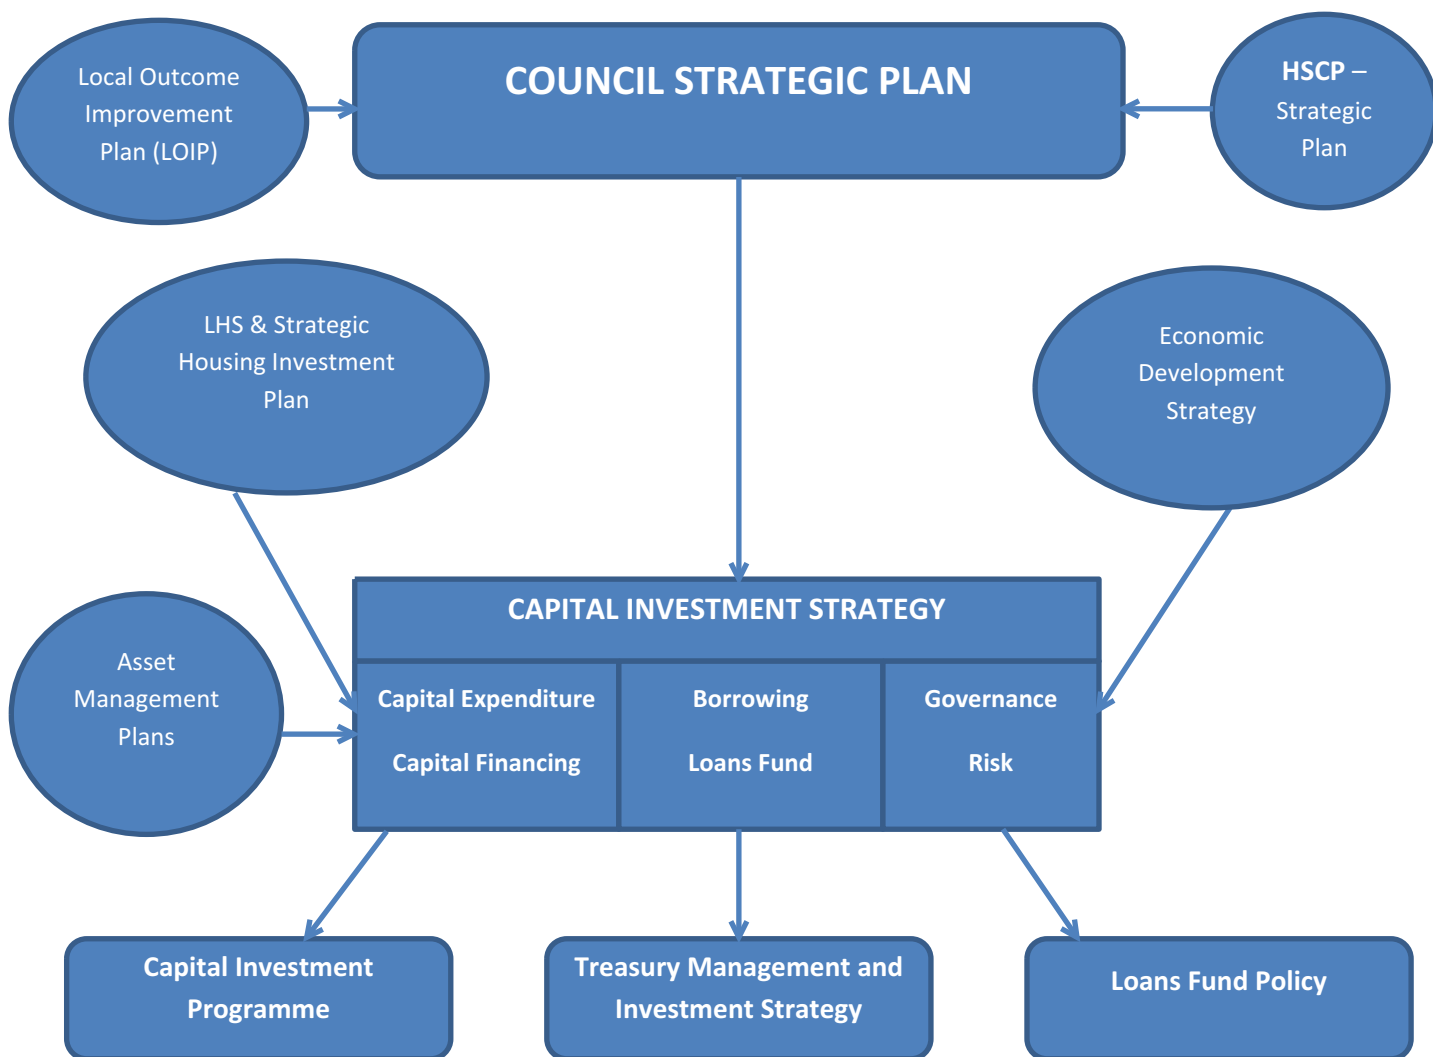 Local Outcome
Improvement
Plan (LOIP)
COUNCIL STRATEGIC PLAN
HSCP –
Strategic
Plan
LHS & Strategic
Housing Investment
Plan
Economic
Development
Strategy
CAPITAL INVESTMENT STRATEGY
Asset
Management
Plans
Capital Expenditure
Capital Financing
Borrowing
Loans Fund
Governance
Risk
Capital Investment
Programme
Treasury Management and
Investment Strategy
Loans Fund Policy